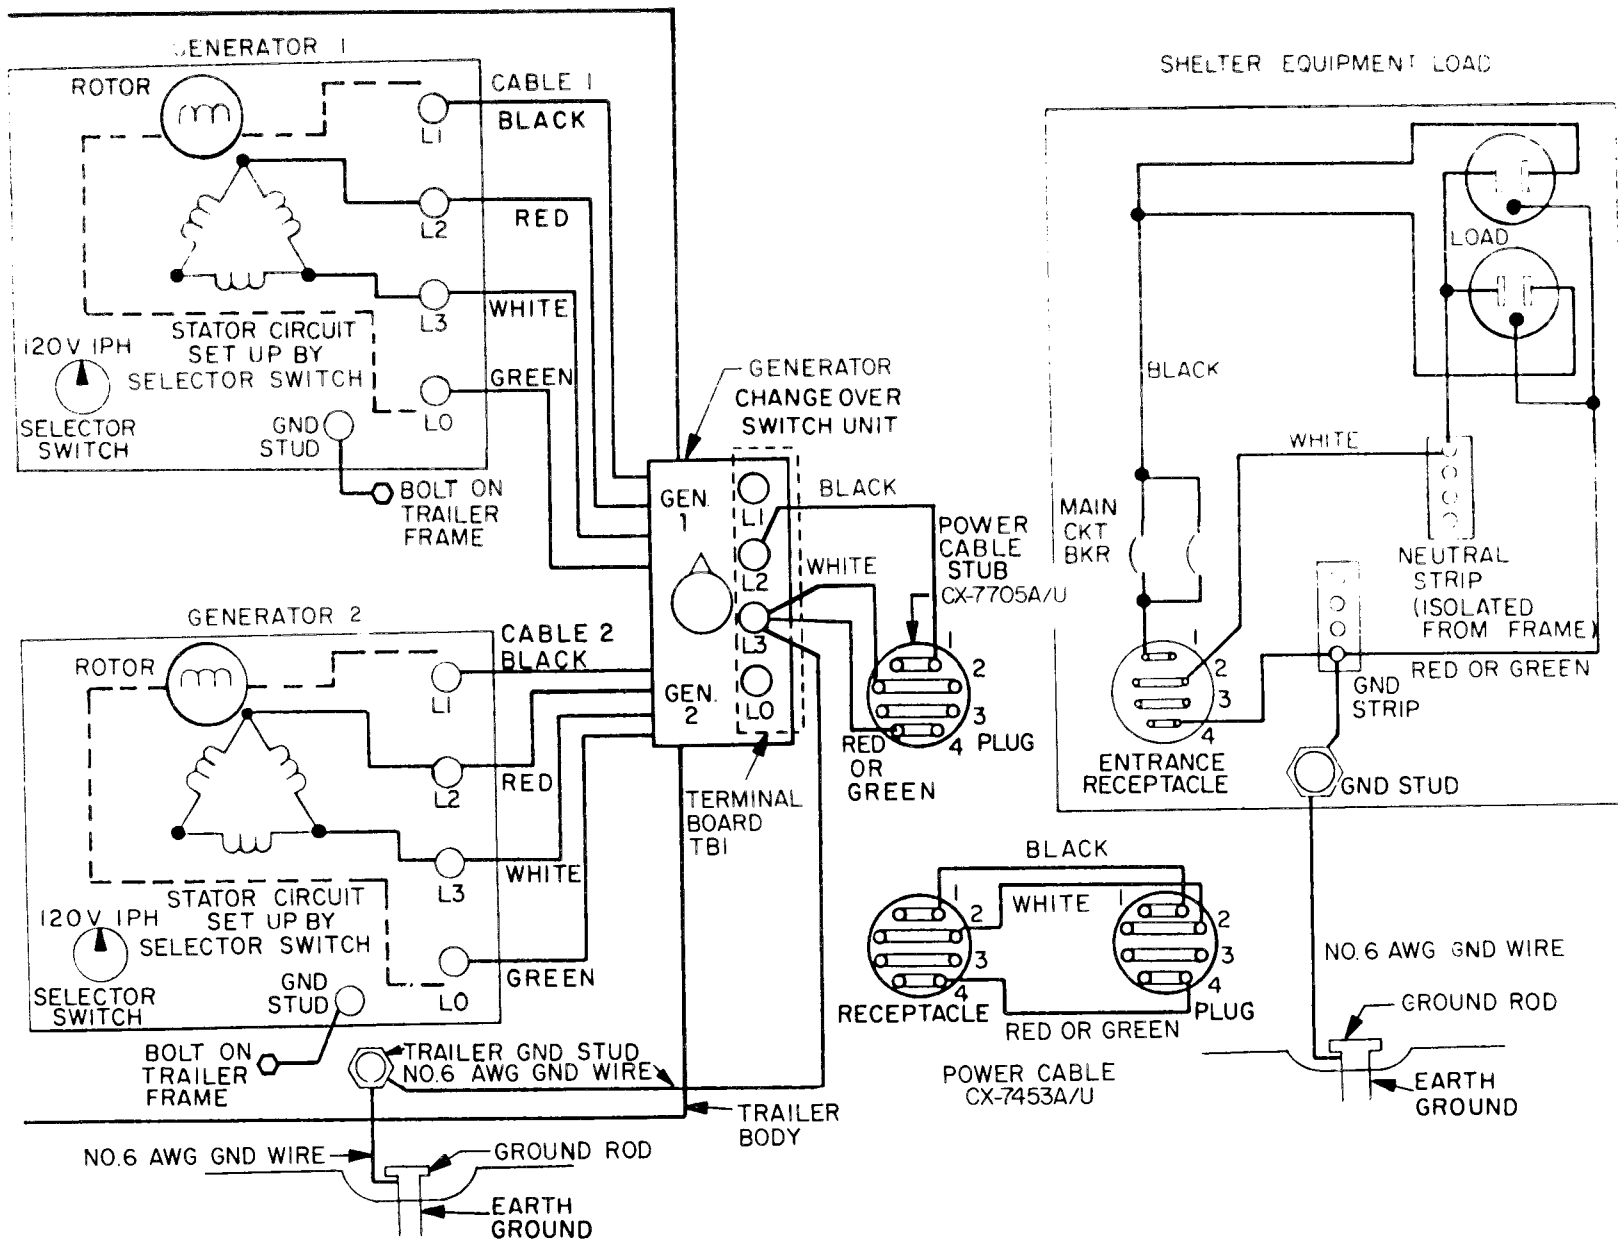 GENERATOR 1
ROTOR
L1
CABLE 1
BLACK
L2
RED
L3
WHITE
120V 1PH
STATOR CIRCUIT
SET UP BY
SELECTOR SWITCH
SELECTOR
SWITCH
L0
GREEN
GND
STUD
BOLT ON
TRAILER
FRAME
GENERATOR
CHANGEOVER
SWITCH UNIT
GEN.
1
L1
L2
L3
L0
GEN.
2
BLACK
WHITE
POWER
CABLE
STUB
CX-7705A/U
1
2
3
4
PLUG
RED
OR
GREEN
TERMINAL
BOARD
TB1
GENERATOR 2
ROTOR
L1
CABLE 2
BLACK
L2
RED
L3
WHITE
120V 1PH
STATOR CIRCUIT
SET UP BY
SELECTOR SWITCH
SELECTOR
SWITCH
L0
GREEN
GND
STUD
BOLT ON
TRAILER
FRAME
TRAILER GND STUD
NO.6 AWG GND WIRE
TRAILER
BODY
NO.6 AWG GND WIRE
GROUND ROD
EARTH
GROUND
SHELTER EQUIPMENT LOAD
LOAD
BLACK
WHITE
MAIN
CKT
BKR
NEUTRAL
STRIP
(ISOLATED
FROM FRAME)
RED OR GREEN
GND
STRIP
1
2
3
4
ENTRANCE
RECEPTACLE
GND STUD
BLACK
WHITE
1
2
3
4
RECEPTACLE
1
2
3
4
PLUG
RED OR GREEN
POWER CABLE
CX-7453A/U
NO.6 AWG GND WIRE
GROUND ROD
EARTH
GROUND